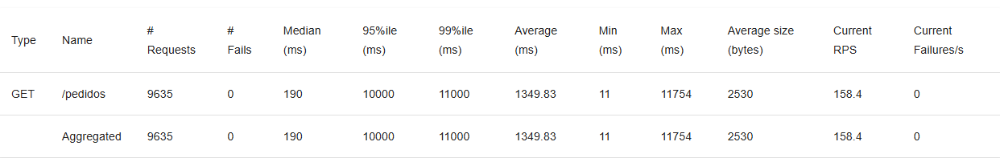 Type Name # Requests # Fails Median (ms) 95%ile (ms) 99%ile (ms) Average (ms) Min (ms) Max (ms) Average size (bytes) Current RPS Current Failures/s
GET /pedidos 9635 0 190 10000 11000 1349.83 11 11754 2530 158.4 0
Aggregated 9635 0 190 10000 11000 1349.83 11 11754 2530 158.4 0